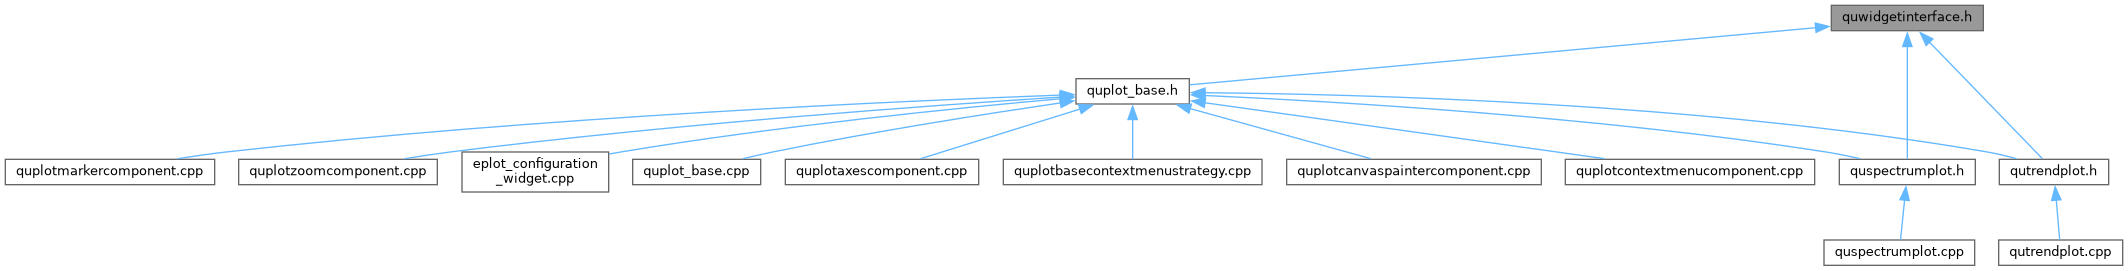 quwidgetinterface.h
quplot_base.h
quplotmarkercomponent.cpp
quplotzoomcomponent.cpp
eplot_configuration
_widget.cpp
quplot_base.cpp
quplotaxescomponent.cpp
quplotbasecontextmenustrategy.cpp
quplotcanvaspaintercomponent.cpp
quplotcontextmenucomponent.cpp
quspectrumplot.h
qutrendplot.h
quspectrumplot.cpp
qutrendplot.cpp